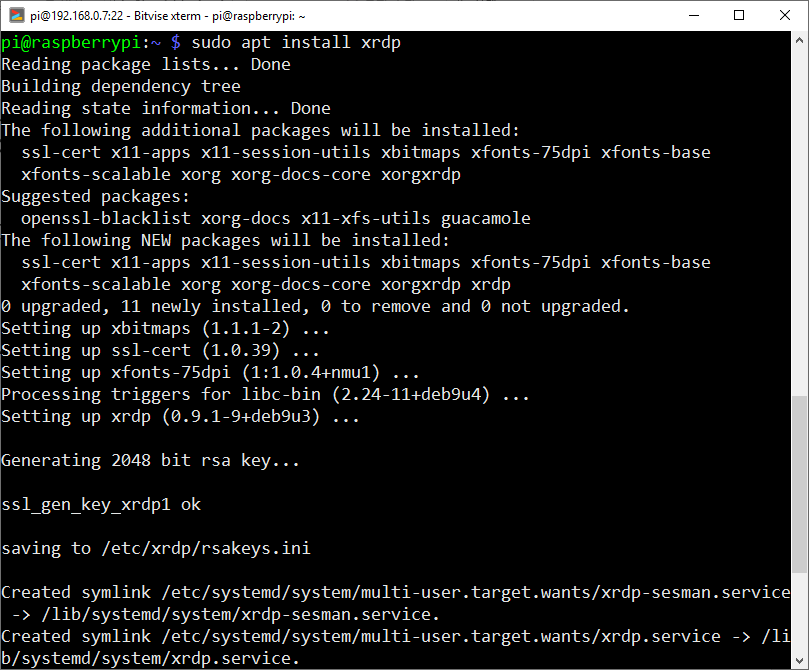 pi@192.168.0.7:22 - Bitvise xterm - pi@raspberrypi: ~
pi@raspberrypi:~ $ sudo apt install xrdp
Reading package lists... Done
Building dependency tree
Reading state information... Done
The following additional packages will be installed:
  ssl-cert x11-apps x11-session-utils xbitmaps xfonts-75dpi xfonts-base
  xfonts-scalable xorg xorg-docs-core xorgxrdp
Suggested packages:
  openssl-blacklist xorg-docs x11-xfs-utils guacamole
The following NEW packages will be installed:
  ssl-cert x11-apps x11-session-utils xbitmaps xfonts-75dpi xfonts-base
  xfonts-scalable xorg xorg-docs-core xorgxrdp xrdp
0 upgraded, 11 newly installed, 0 to remove and 0 not upgraded.
Setting up xbitmaps (1.1.1-2) ...
Setting up ssl-cert (1.0.39) ...
Setting up xfonts-75dpi (1:1.0.4+nmu1) ...
Processing triggers for libc-bin (2.24-11+deb9u4) ...
Setting up xrdp (0.9.1-9+deb9u3) ...
Generating 2048 bit rsa key...
ssl_gen_key_xrdp1 ok
saving to /etc/xrdp/rsakeys.ini
Created symlink /etc/systemd/system/multi-user.target.wants/xrdp-sesman.service
 -> /lib/systemd/system/xrdp-sesman.service.
Created symlink /etc/systemd/system/multi-user.target.wants/xrdp.service -> /li
b/systemd/system/xrdp.service.